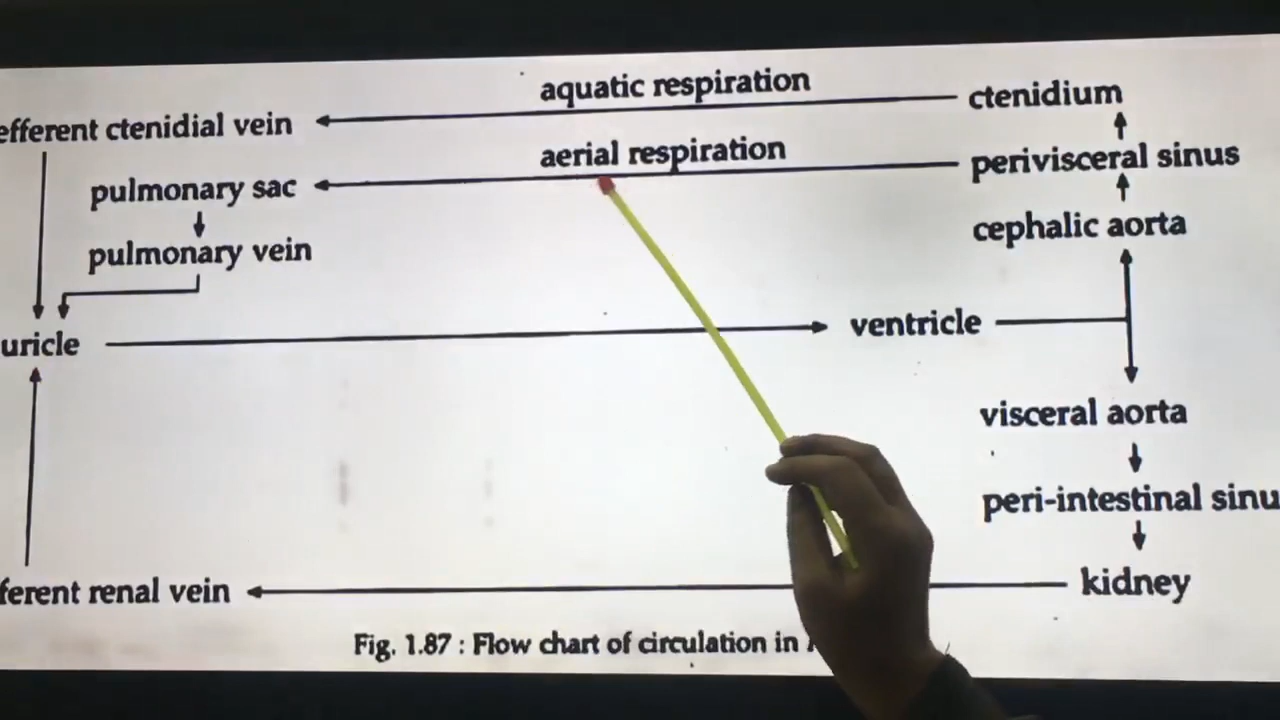 aquatic respiration
ctenidium
efferent ctenidial vein
aerial respiration
perivisceral sinus
pulmonary sac
cephalic aorta
pulmonary vein
uricle
ventricle
visceral aorta
peri-intestinal sinu
kidney
ferent renal vein
Fig. 1.87 : Flow chart of circulation in